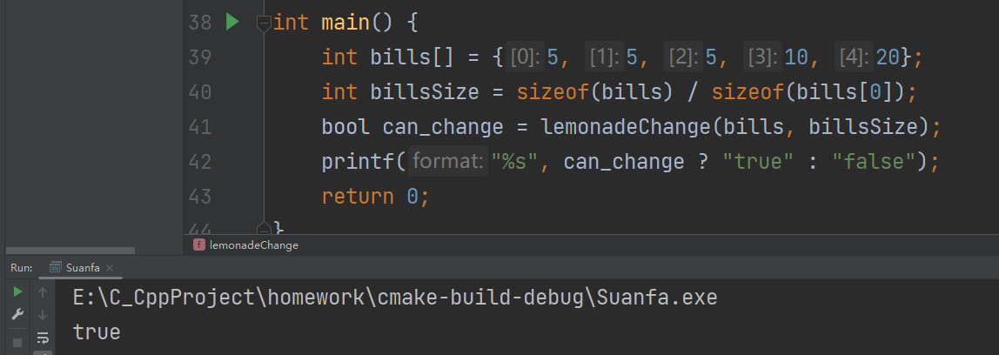 38 int main() {
39 int bills[] = {[0]:5, [1]:5, [2]:5, [3]:10, [4]:20};
40 int billsSize = sizeof(bills) / sizeof(bills[0]);
41 bool can_change = lemonadeChange(bills, billsSize);
42 printf(format:"%s", can_change ? "true" : "false");
43 return 0;
44 }
f lemonadeChange
Run: Suanfa ×
E:\C_CppProject\homework\cmake-build-debug\Suanfa.exe
true